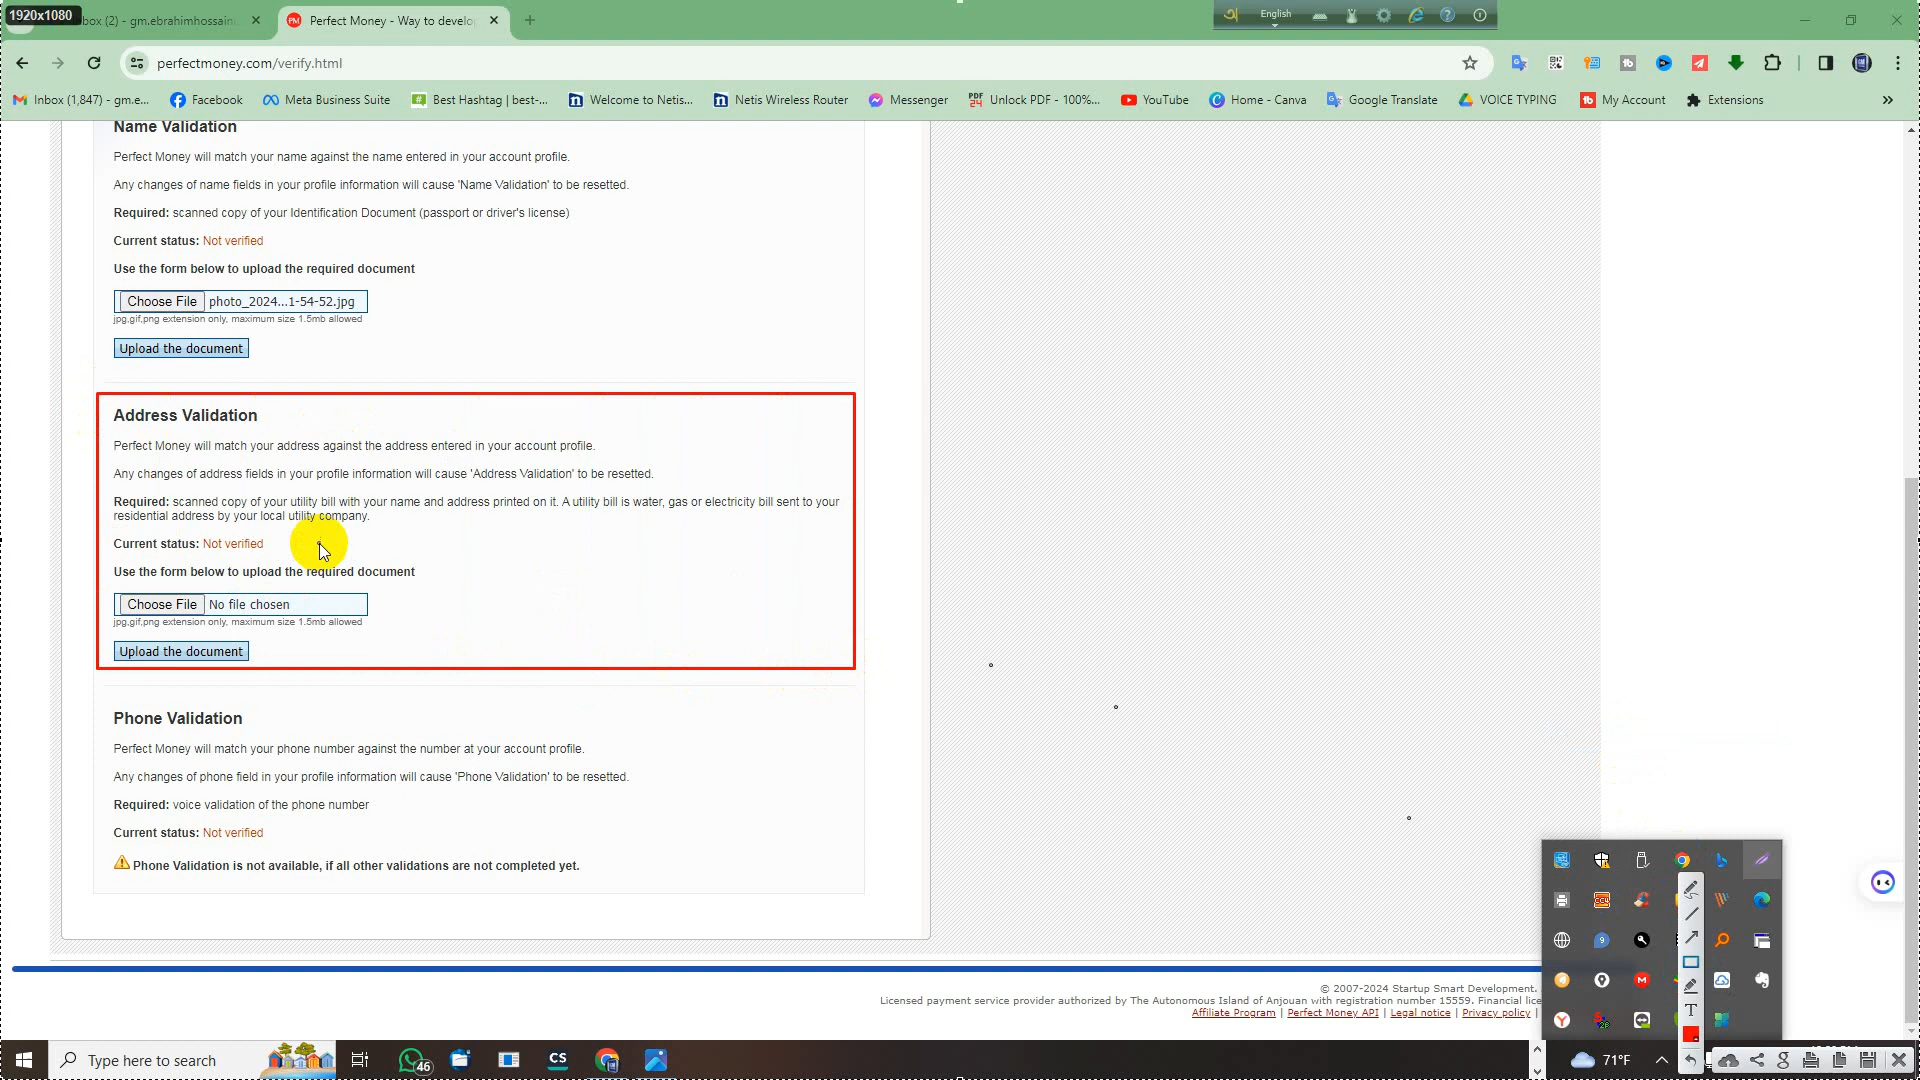 1920x1080
box (2) - gm.ebrahimhossain
Perfect Money - Way to develo
English
perfectmoney.com/verify.html
Inbox (1,847) - gm.e...
Facebook
Meta Business Suite
Best Hashtag | best-...
Welcome to Netis...
Netis Wireless Router
Messenger
Unlock PDF - 100%...
YouTube
Home - Canva
Google Translate
VOICE TYPING
My Account
Extensions
Name Validation
Perfect Money will match your name against the name entered in your account profile.
Any changes of name fields in your profile information will cause 'Name Validation' to be resetted.
Required: scanned copy of your Identification Document (passport or driver's license)
Current status: Not verified
Use the form below to upload the required document
Choose File photo_2024...1-54-52.jpg
jpg,gif,png extension only, maximum size 1.5mb allowed
Upload the document
Address Validation
Perfect Money will match your address against the address entered in your account profile.
Any changes of address fields in your profile information will cause 'Address Validation' to be resetted.
Required: scanned copy of your utility bill with your name and address printed on it. A utility bill is water, gas or electricity bill sent to your
residential address by your local utility company.
Current status: Not verified
Use the form below to upload the required document
Choose File No file chosen
jpg,gif,png extension only, maximum size 1.5mb allowed
Upload the document
Phone Validation
Perfect Money will match your phone number against the number at your account profile.
Any changes of phone field in your profile information will cause 'Phone Validation' to be resetted.
Required: voice validation of the phone number
Current status: Not verified
Phone Validation is not available, if all other validations are not completed yet.
© 2007-2024 Startup Smart Development.
Licensed payment service provider authorized by The Autonomous Island of Anjouan with registration number 15559. Financial lice
Affiliate Program | Perfect Money API | Legal notice | Privacy policy |
Type here to search
46
CS
71°F